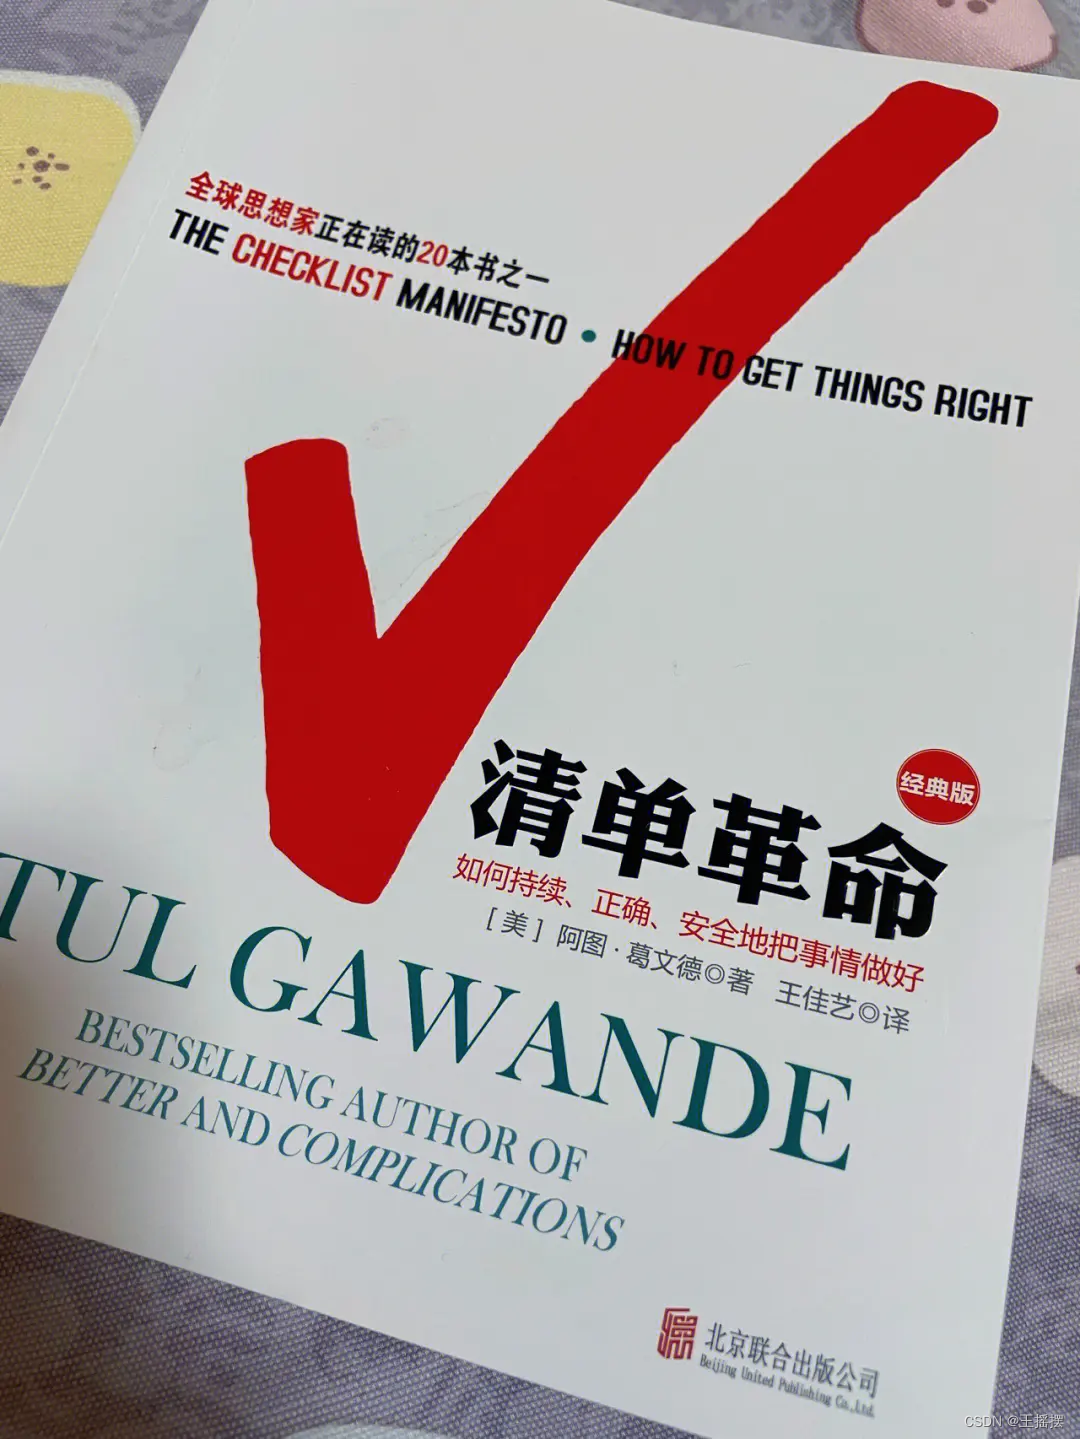 全球思想家正在读的20本书之一
THE CHECKLIST MANIFESTO • HOW TO GET THINGS RIGHT
经典版
清单革命
如何持续、正确、安全地把事情做好
[美] 阿图·葛文德◎著 王佳艺◎译
TUL GAWANDE
BESTSELLING AUTHOR OF
BETTER AND COMPLICATIONS
北京联合出版公司
Beijing United Publishing Co.,Ltd.
CSDN @王摇摆